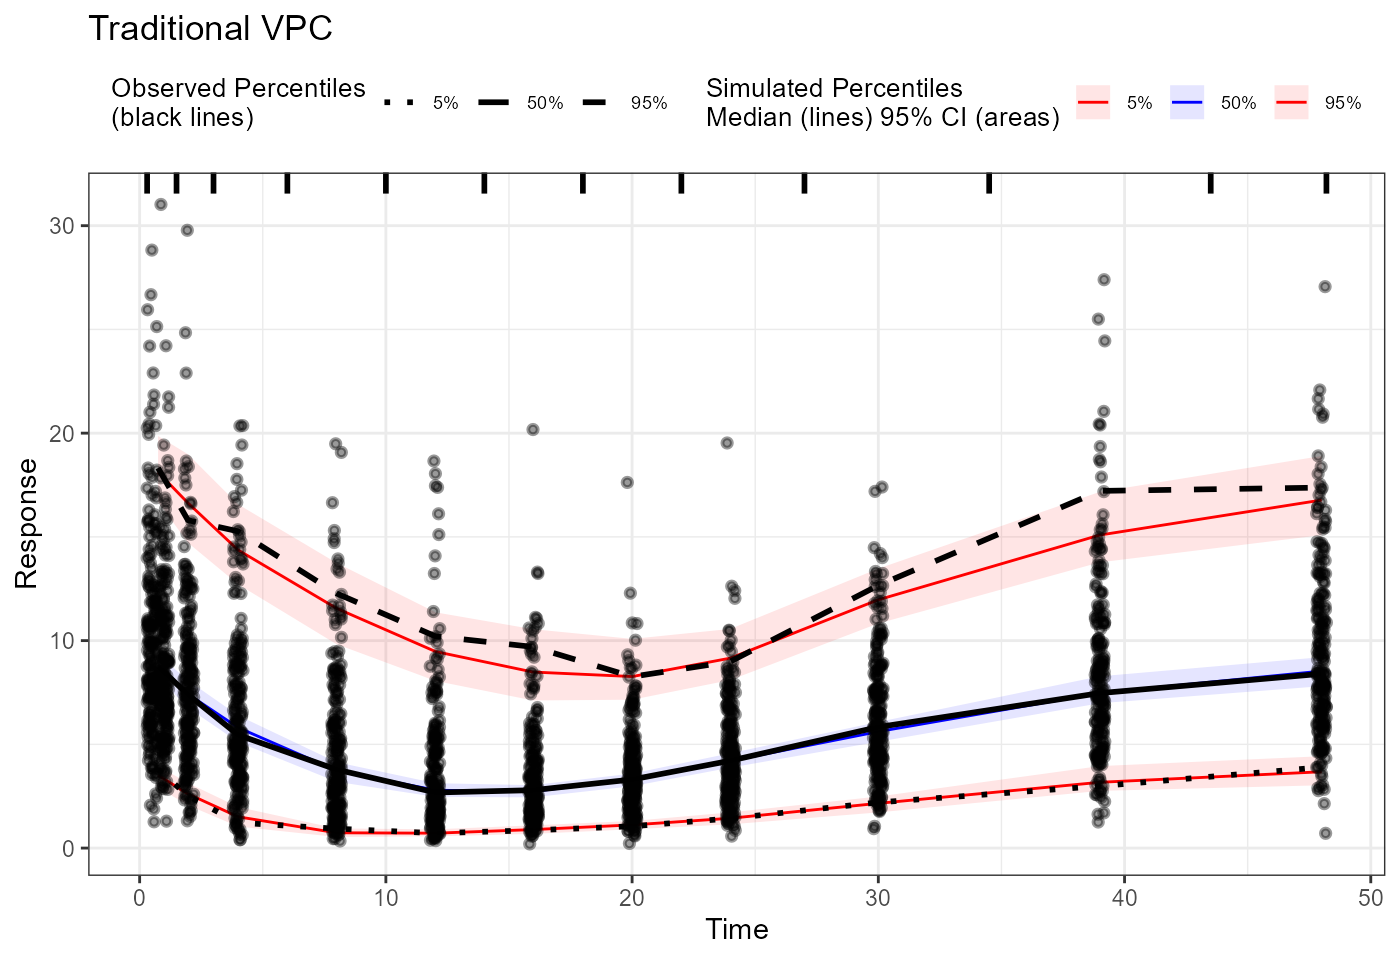 Traditional VPC
Observed Percentiles
(black lines)
5%
50%
95%
Simulated Percentiles
Median (lines) 95% CI (areas)
5%
50%
95%
Response
30
20
10
0
0
10
20
30
40
50
Time